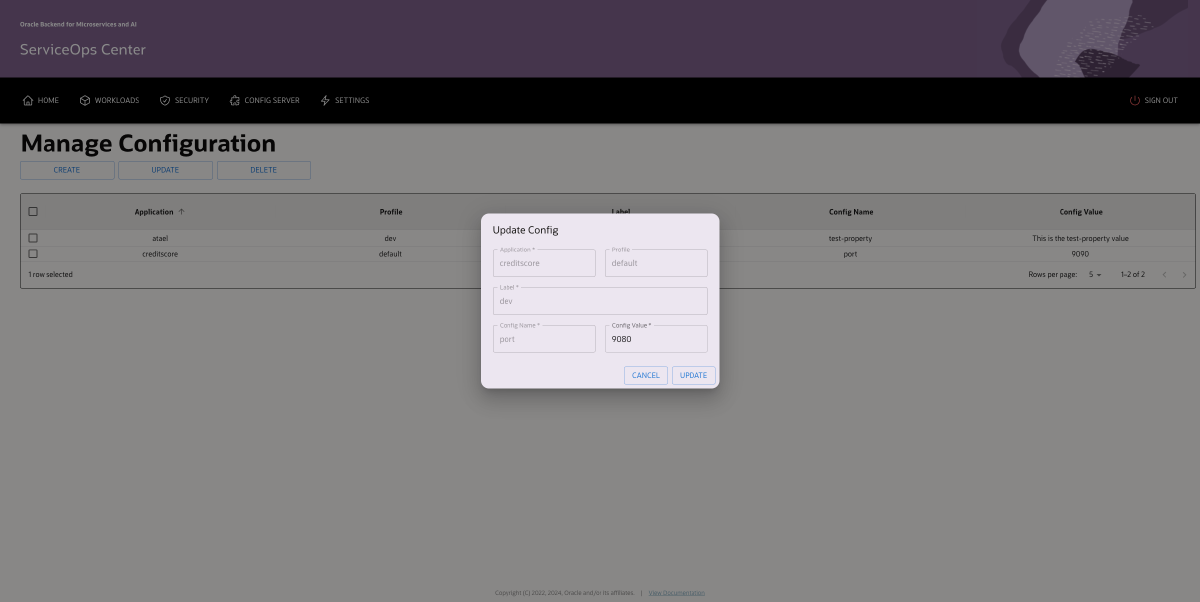 Oracle Backend for Microservices and AI
ServiceOps Center
HOME WORKLOADS SECURITY CONFIG SERVER SETTINGS SIGN OUT
Manage Configuration
CREATE UPDATE DELETE
Application Profile Label Config Name Config Value
atael dev test-property This is the test-property value
creditscore default port 9090
1 row selected Rows per page: 5 1-2 of 2
Update Config
Application * Profile
creditscore default
Label *
dev
Config Name * Config Value *
port 9080
CANCEL UPDATE
Copyright (C) 2022, 2024, Oracle and/or its affiliates. | View Documentation